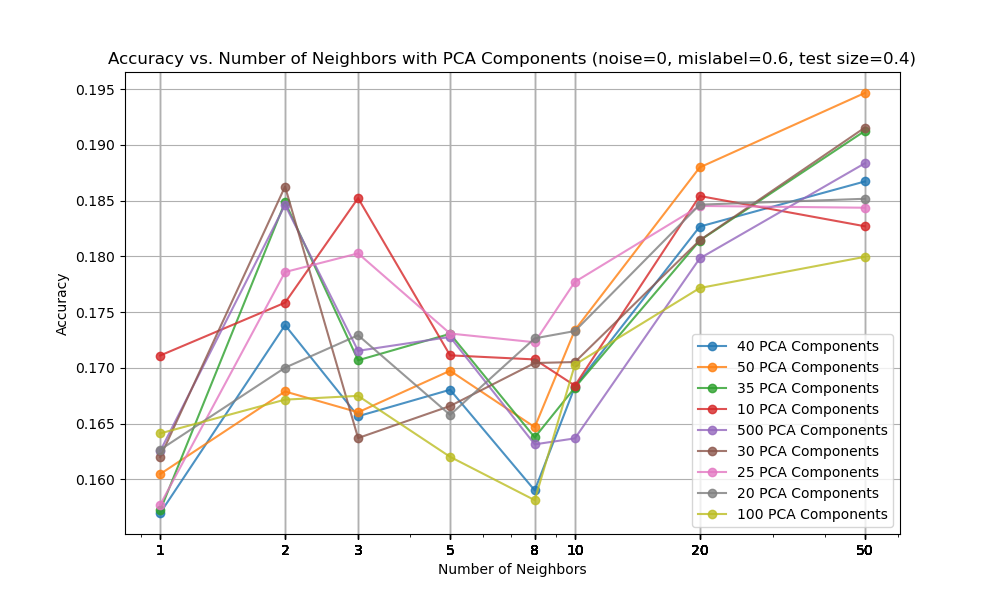 Accuracy vs. Number of Neighbors with PCA Components (noise=0, mislabel=0.6, test size=0.4)
0.195
0.190
0.185
0.180
0.175
0.170
0.165
0.160
Accuracy
40 PCA Components
50 PCA Components
35 PCA Components
10 PCA Components
500 PCA Components
30 PCA Components
25 PCA Components
20 PCA Components
100 PCA Components
1 2 3 5 8 10 20 50
Number of Neighbors